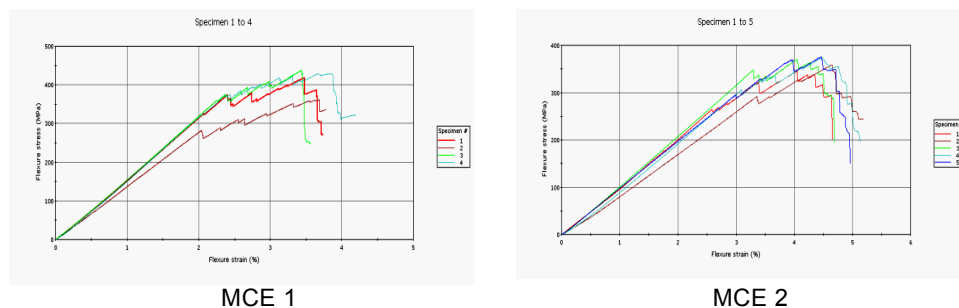 Specimen 1 to 4
Flexure stress (MPa)
500
400
300
200
100
0
0 1 2 3 4 5
Flexure strain (%)
Specimen #
1
2
3
4
MCE 1
Specimen 1 to 5
Flexure stress (MPa)
400
300
200
100
0
0 1 2 3 4 5 6
Flexure strain (%)
Specimen
1
2
3
4
5
MCE 2